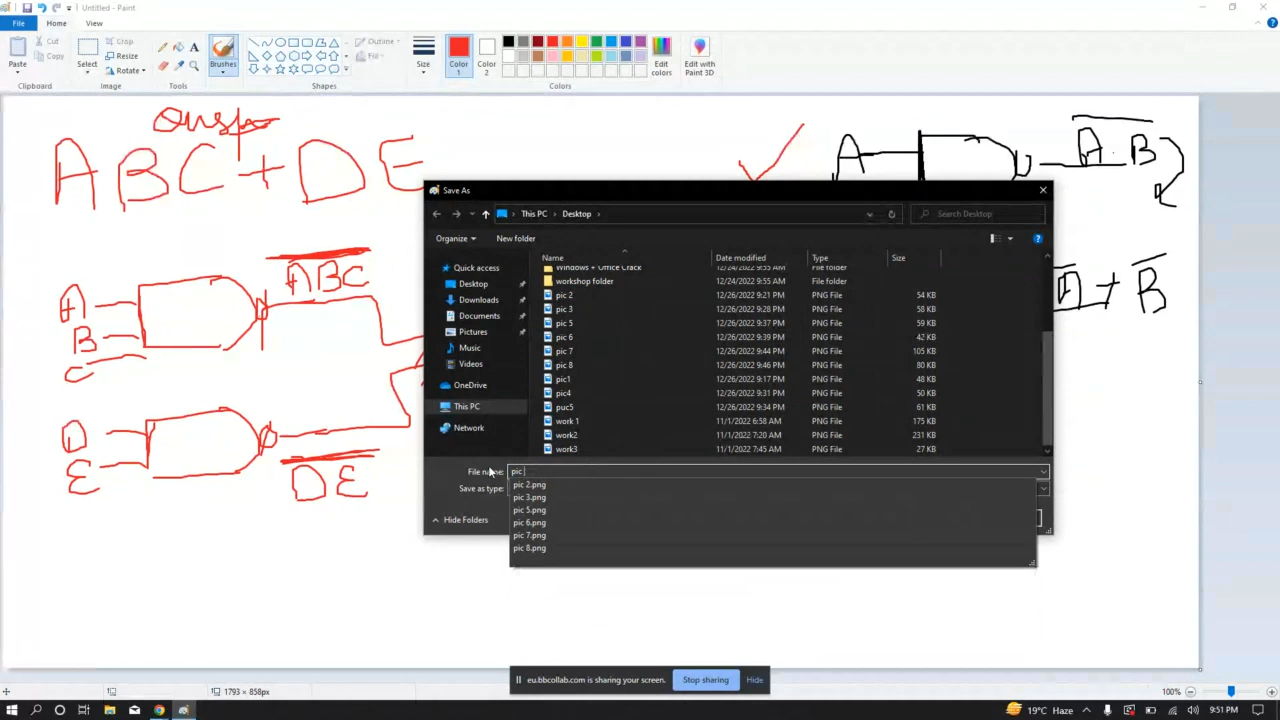 Untitled - Paint
File Home View
Paste
Cut
Copy
Clipboard
Select
Crop
Resize
Rotate
Image
A
Tools
Brushes
Shapes
Outline
Fill
Size
Color 1
Color 2
Edit colors
Colors
Edit with Paint 3D
ABC+DE
A
A . B
A
B
C
ABC
D
E
DE
A + B
Save As
This PC > Desktop >
Search Desktop
Organize
New folder
Name Date modified Type Size
Quick access
Desktop
Downloads
Documents
Pictures
Music
Videos
OneDrive
This PC
Network
Windows + Office Crack 12/24/2022 9:55 AM File folder
workshop folder 12/24/2022 9:55 AM File folder
pic 2 12/26/2022 9:21 PM PNG File 54 KB
pic 3 12/26/2022 9:28 PM PNG File 58 KB
pic 5 12/26/2022 9:37 PM PNG File 59 KB
pic 6 12/26/2022 9:39 PM PNG File 42 KB
pic 7 12/26/2022 9:44 PM PNG File 105 KB
pic 8 12/26/2022 9:46 PM PNG File 80 KB
pic1 12/26/2022 9:17 PM PNG File 48 KB
pic4 12/26/2022 9:31 PM PNG File 50 KB
puc5 12/26/2022 9:34 PM PNG File 61 KB
work 1 11/1/2022 6:58 AM PNG File 175 KB
work2 11/1/2022 7:20 AM PNG File 231 KB
work3 11/1/2022 7:45 AM PNG File 27 KB
File name: pic
Save as type:
pic 2.png
pic 3.png
pic 5.png
pic 6.png
pic 7.png
pic 8.png
Hide Folders
eu.bbcollab.com is sharing your screen. Stop sharing Hide
1793 × 858px
100%
19°C Haze
ENG
9:51 PM